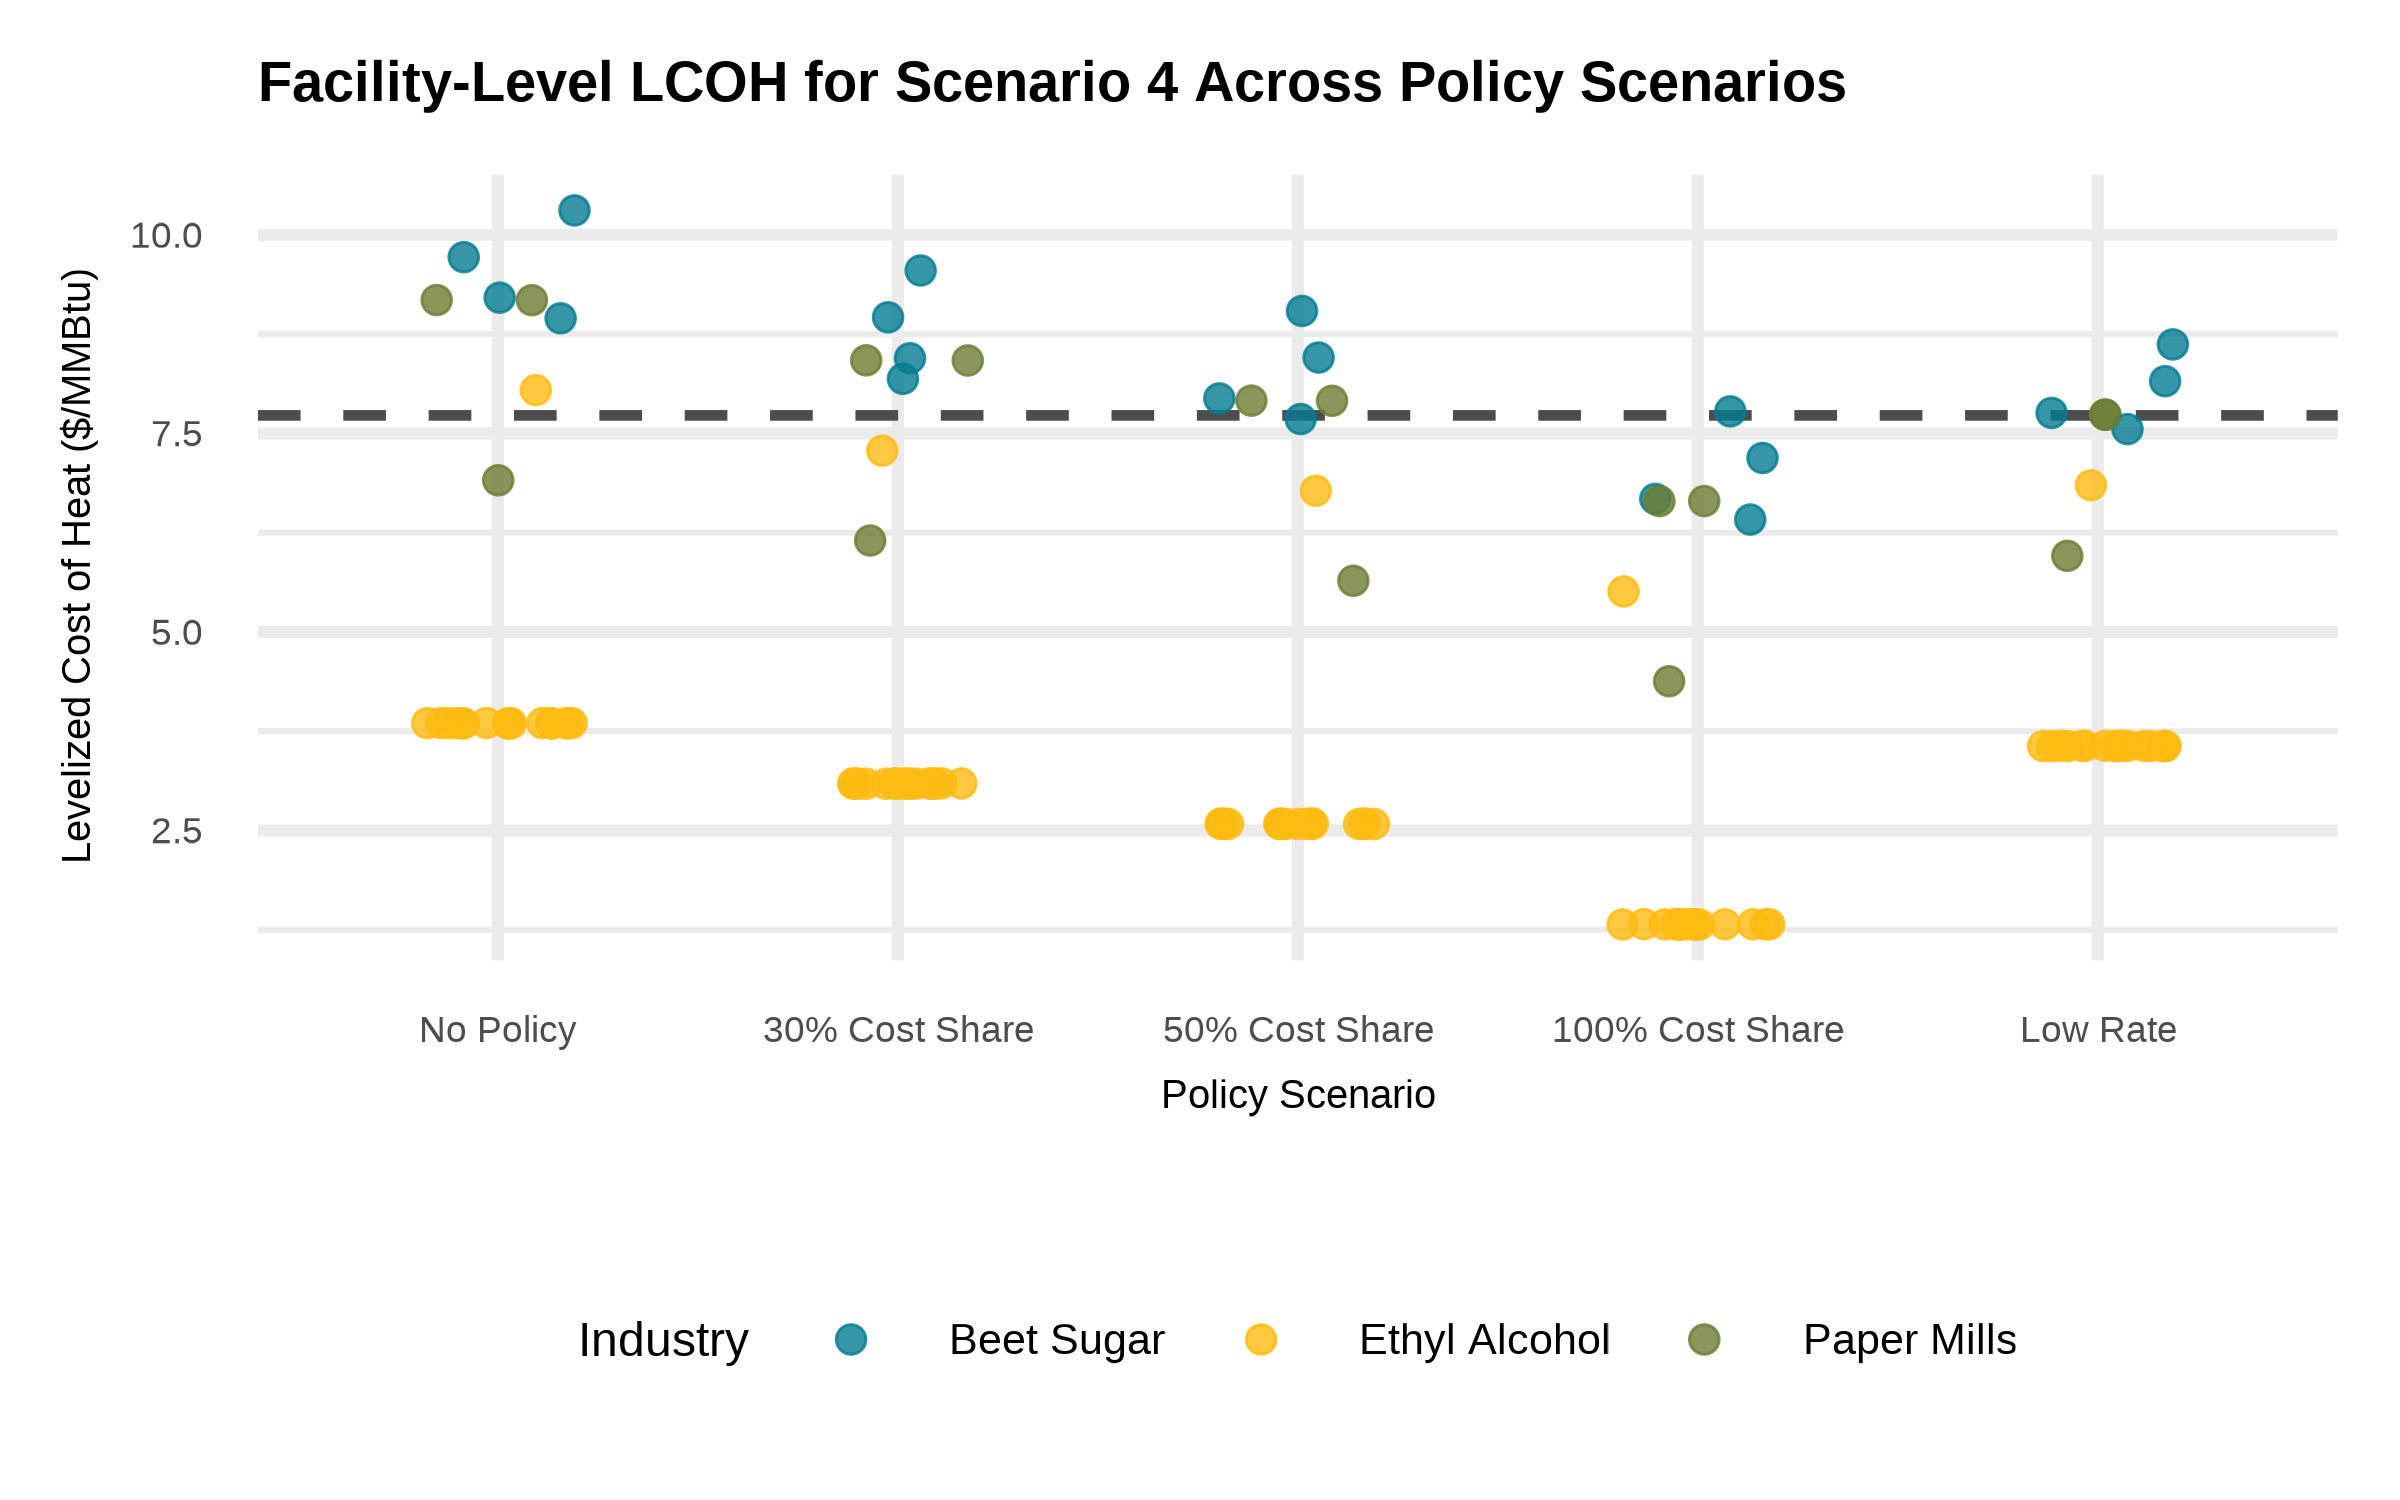 Facility-Level LCOH for Scenario 4 Across Policy Scenarios
Levelized Cost of Heat ($/MMBtu)
10.0
7.5
5.0
2.5
No Policy
30% Cost Share
50% Cost Share
100% Cost Share
Low Rate
Policy Scenario
Industry
Beet Sugar
Ethyl Alcohol
Paper Mills